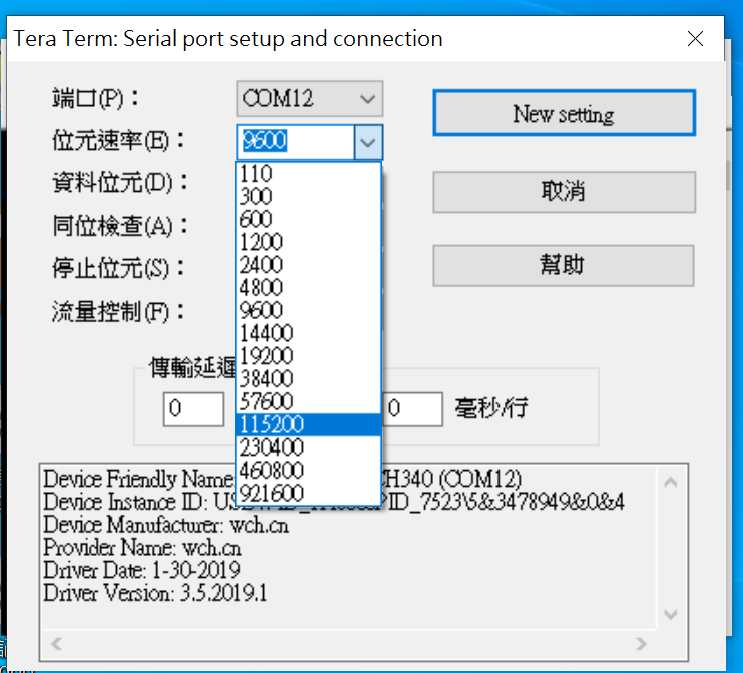 Tera Term: Serial port setup and connection
端口(P)：
COM12
New setting
位元速率(E)：
9600
資料位元(D)：
取消
同位檢查(A)：
停止位元(S)：
幫助
流量控制(F)：
110
300
600
1200
2400
4800
9600
14400
19200
38400
57600
115200
230400
460800
921600
傳輸延遲
0
0
毫秒/行
Device Friendly Name
H340 (COM12)
Device Instance ID: US
PID_7523\5&3478949&0&4
Device Manufacturer: wch.cn
Provider Name: wch.cn
Driver Date: 1-30-2019
Driver Version: 3.5.2019.1